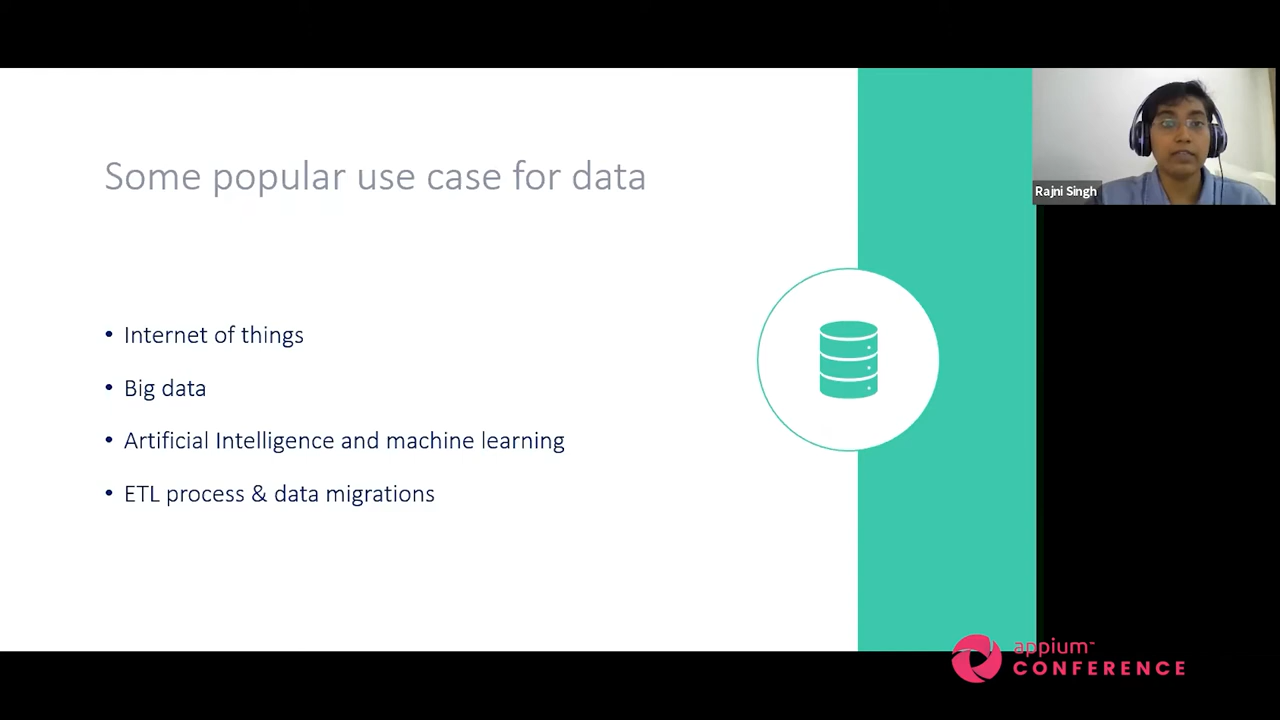 Some popular use case for data
• Internet of things
• Big data
• Artificial Intelligence and machine learning
• ETL process & data migrations
Rajni Singh
appium™
CONFERENCE